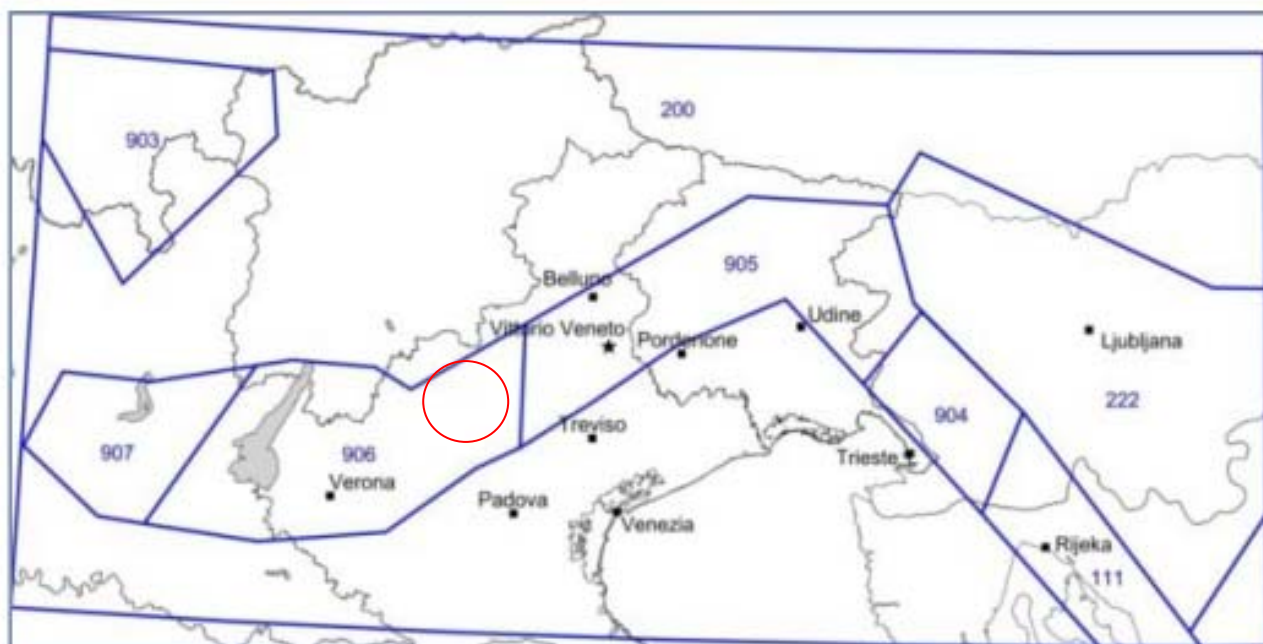 200
903
905
Belluno
Udine
Vittorio Veneto
Pordenone
Ljubljana
904
222
Treviso
907
906
Trieste
Verona
Padova
Venezia
Rijeka
111